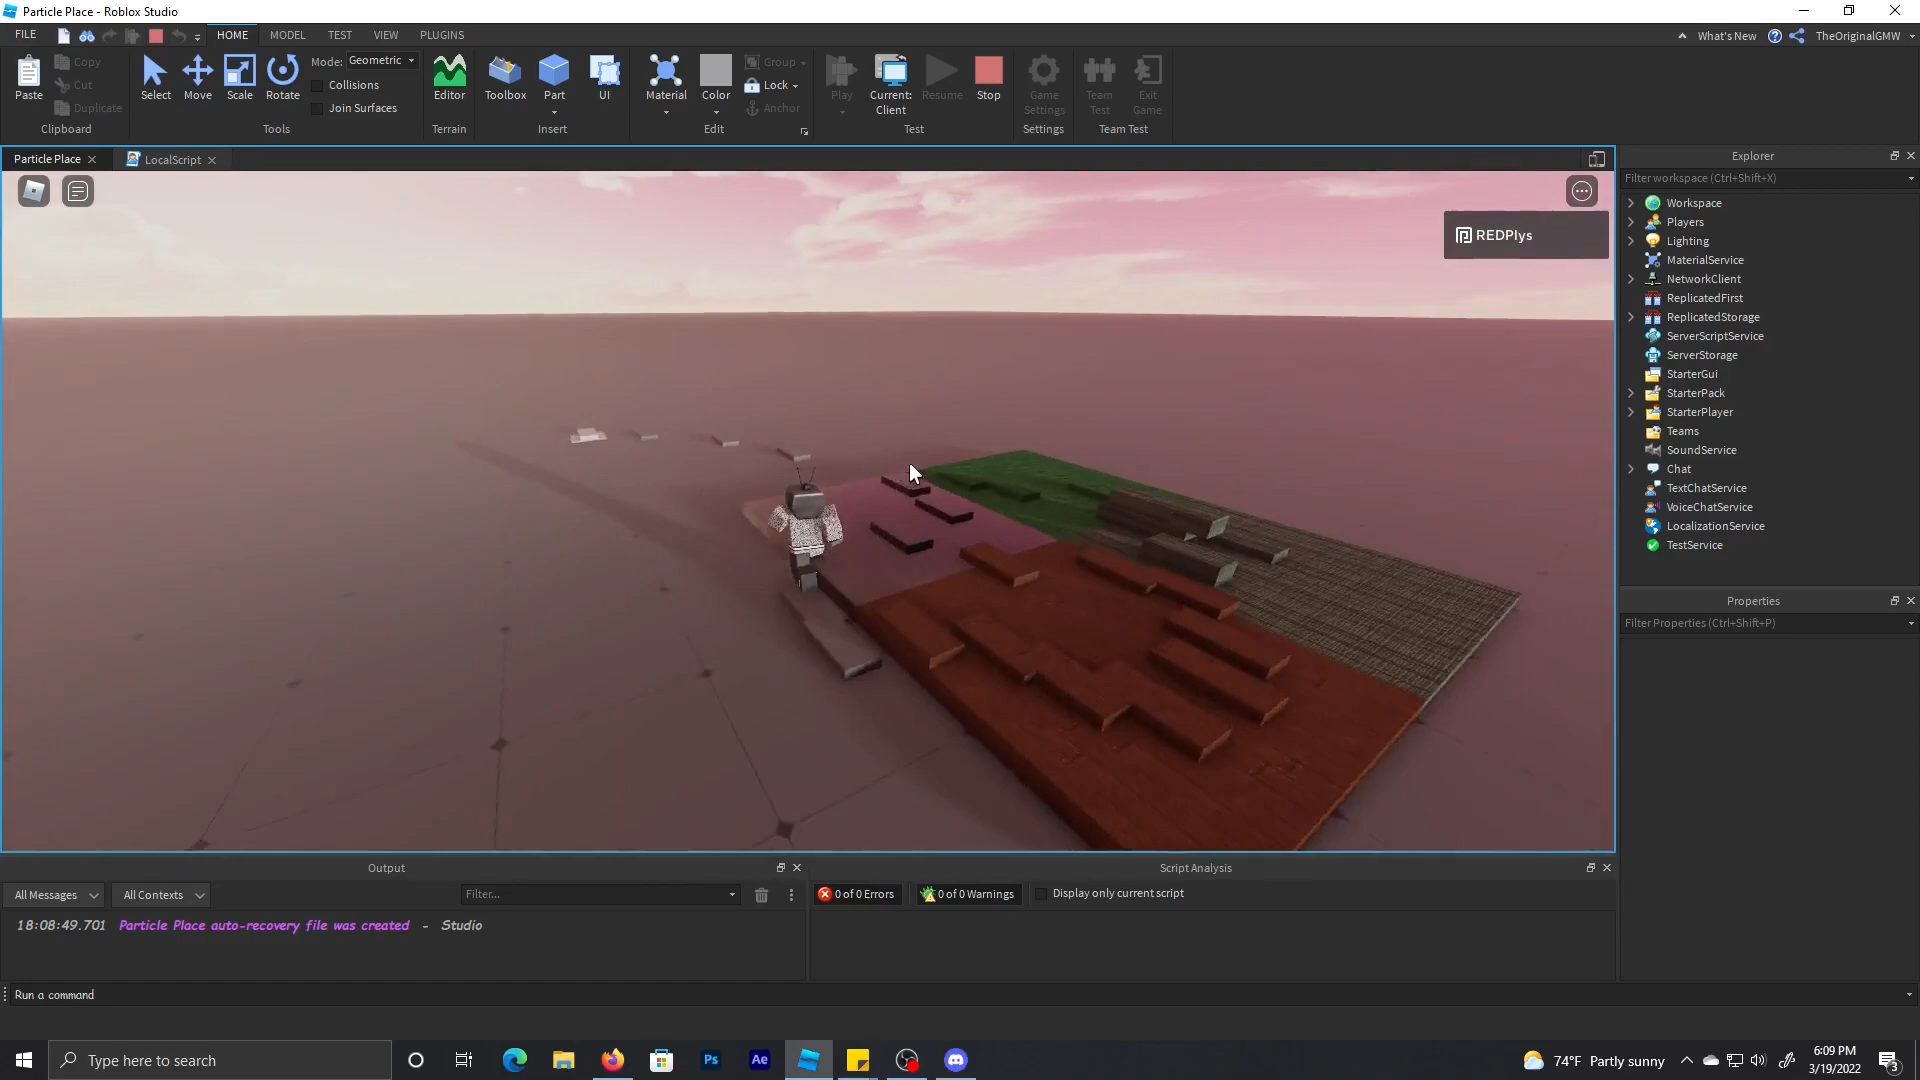 Particle Place - Roblox Studio
FILE HOME MODEL TEST VIEW PLUGINS What's New TheOriginalGMW
Paste Copy Cut Duplicate Clipboard
Select Move Scale Rotate Mode: Geometric Collisions Join Surfaces Tools
Editor Terrain
Toolbox Part UI Insert
Material Color Group Lock Anchor Edit
Play Current: Client Resume Stop Test
Game Settings Settings
Team Test Exit Game Team Test
Particle Place LocalScript
REDPlys
Explorer
Filter workspace (Ctrl+Shift+X)
Workspace
Players
Lighting
MaterialService
NetworkClient
ReplicatedFirst
ReplicatedStorage
ServerScriptService
ServerStorage
StarterGui
StarterPack
StarterPlayer
Teams
SoundService
Chat
TextChatService
VoiceChatService
LocalizationService
TestService
Properties
Filter Properties (Ctrl+Shift+P)
Output
All Messages All Contexts Filter...
18:08:49.701 Particle Place auto-recovery file was created - Studio
Script Analysis
0 of 0 Errors 0 of 0 Warnings Display only current script
Run a command
Type here to search
Ps Ae
74°F Partly sunny
6:09 PM
3/19/2022
3